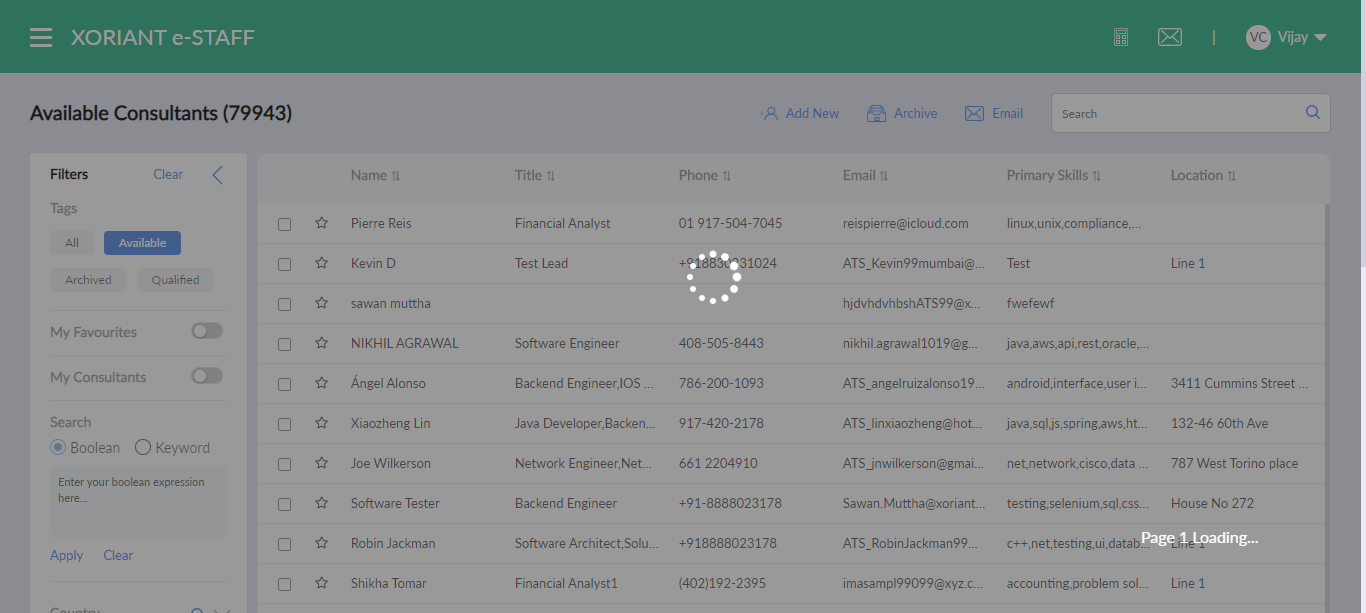 XORIANT e-STAFF
VC Vijay
Available Consultants (79943)
Add New Archive Email Search
Filters Clear
Tags
All Available
Archived Qualified
My Favourites
My Consultants
Search
Boolean Keyword
Enter your boolean expression
here...
Apply Clear
Country
Name Title Phone Email Primary Skills Location
Pierre Reis Financial Analyst 01 917-504-7045 reispierre@icloud.com linux,unix,compliance,...
Kevin D Test Lead +918830231024 ATS_Kevin99mumbai@... Test Line 1
sawan muttha hjdvhdvhbshATS99@x... fwefewf
NIKHIL AGRAWAL Software Engineer 408-505-8443 nikhil.agrawal1019@g... java,aws,api,rest,oracle,...
Ángel Alonso Backend Engineer,IOS ... 786-200-1093 ATS_angelruizalonso19... android,interface,user i... 3411 Cummins Street ...
Xiaozheng Lin Java Developer,Backen... 917-420-2178 ATS_linxiaozheng@hot... java,sql,js,spring,aws,ht... 132-46 60th Ave
Joe Wilkerson Network Engineer,Net... 661 2204910 ATS_jnwilkerson@gmai... net,network,cisco,data ... 787 West Torino place
Software Tester Backend Engineer +91-8888023178 Sawan.Muttha@xoriant... testing,selenium,sql,css... House No 272
Robin Jackman Software Architect,Solu... +918888023178 ATS_RobinJackman99... c++,net,testing,ui,datab... Line 1
Page 1 Loading...
Shikha Tomar Financial Analyst1 (402)192-2395 imasampl99099@xyz.c... accounting,problem sol... Line 1